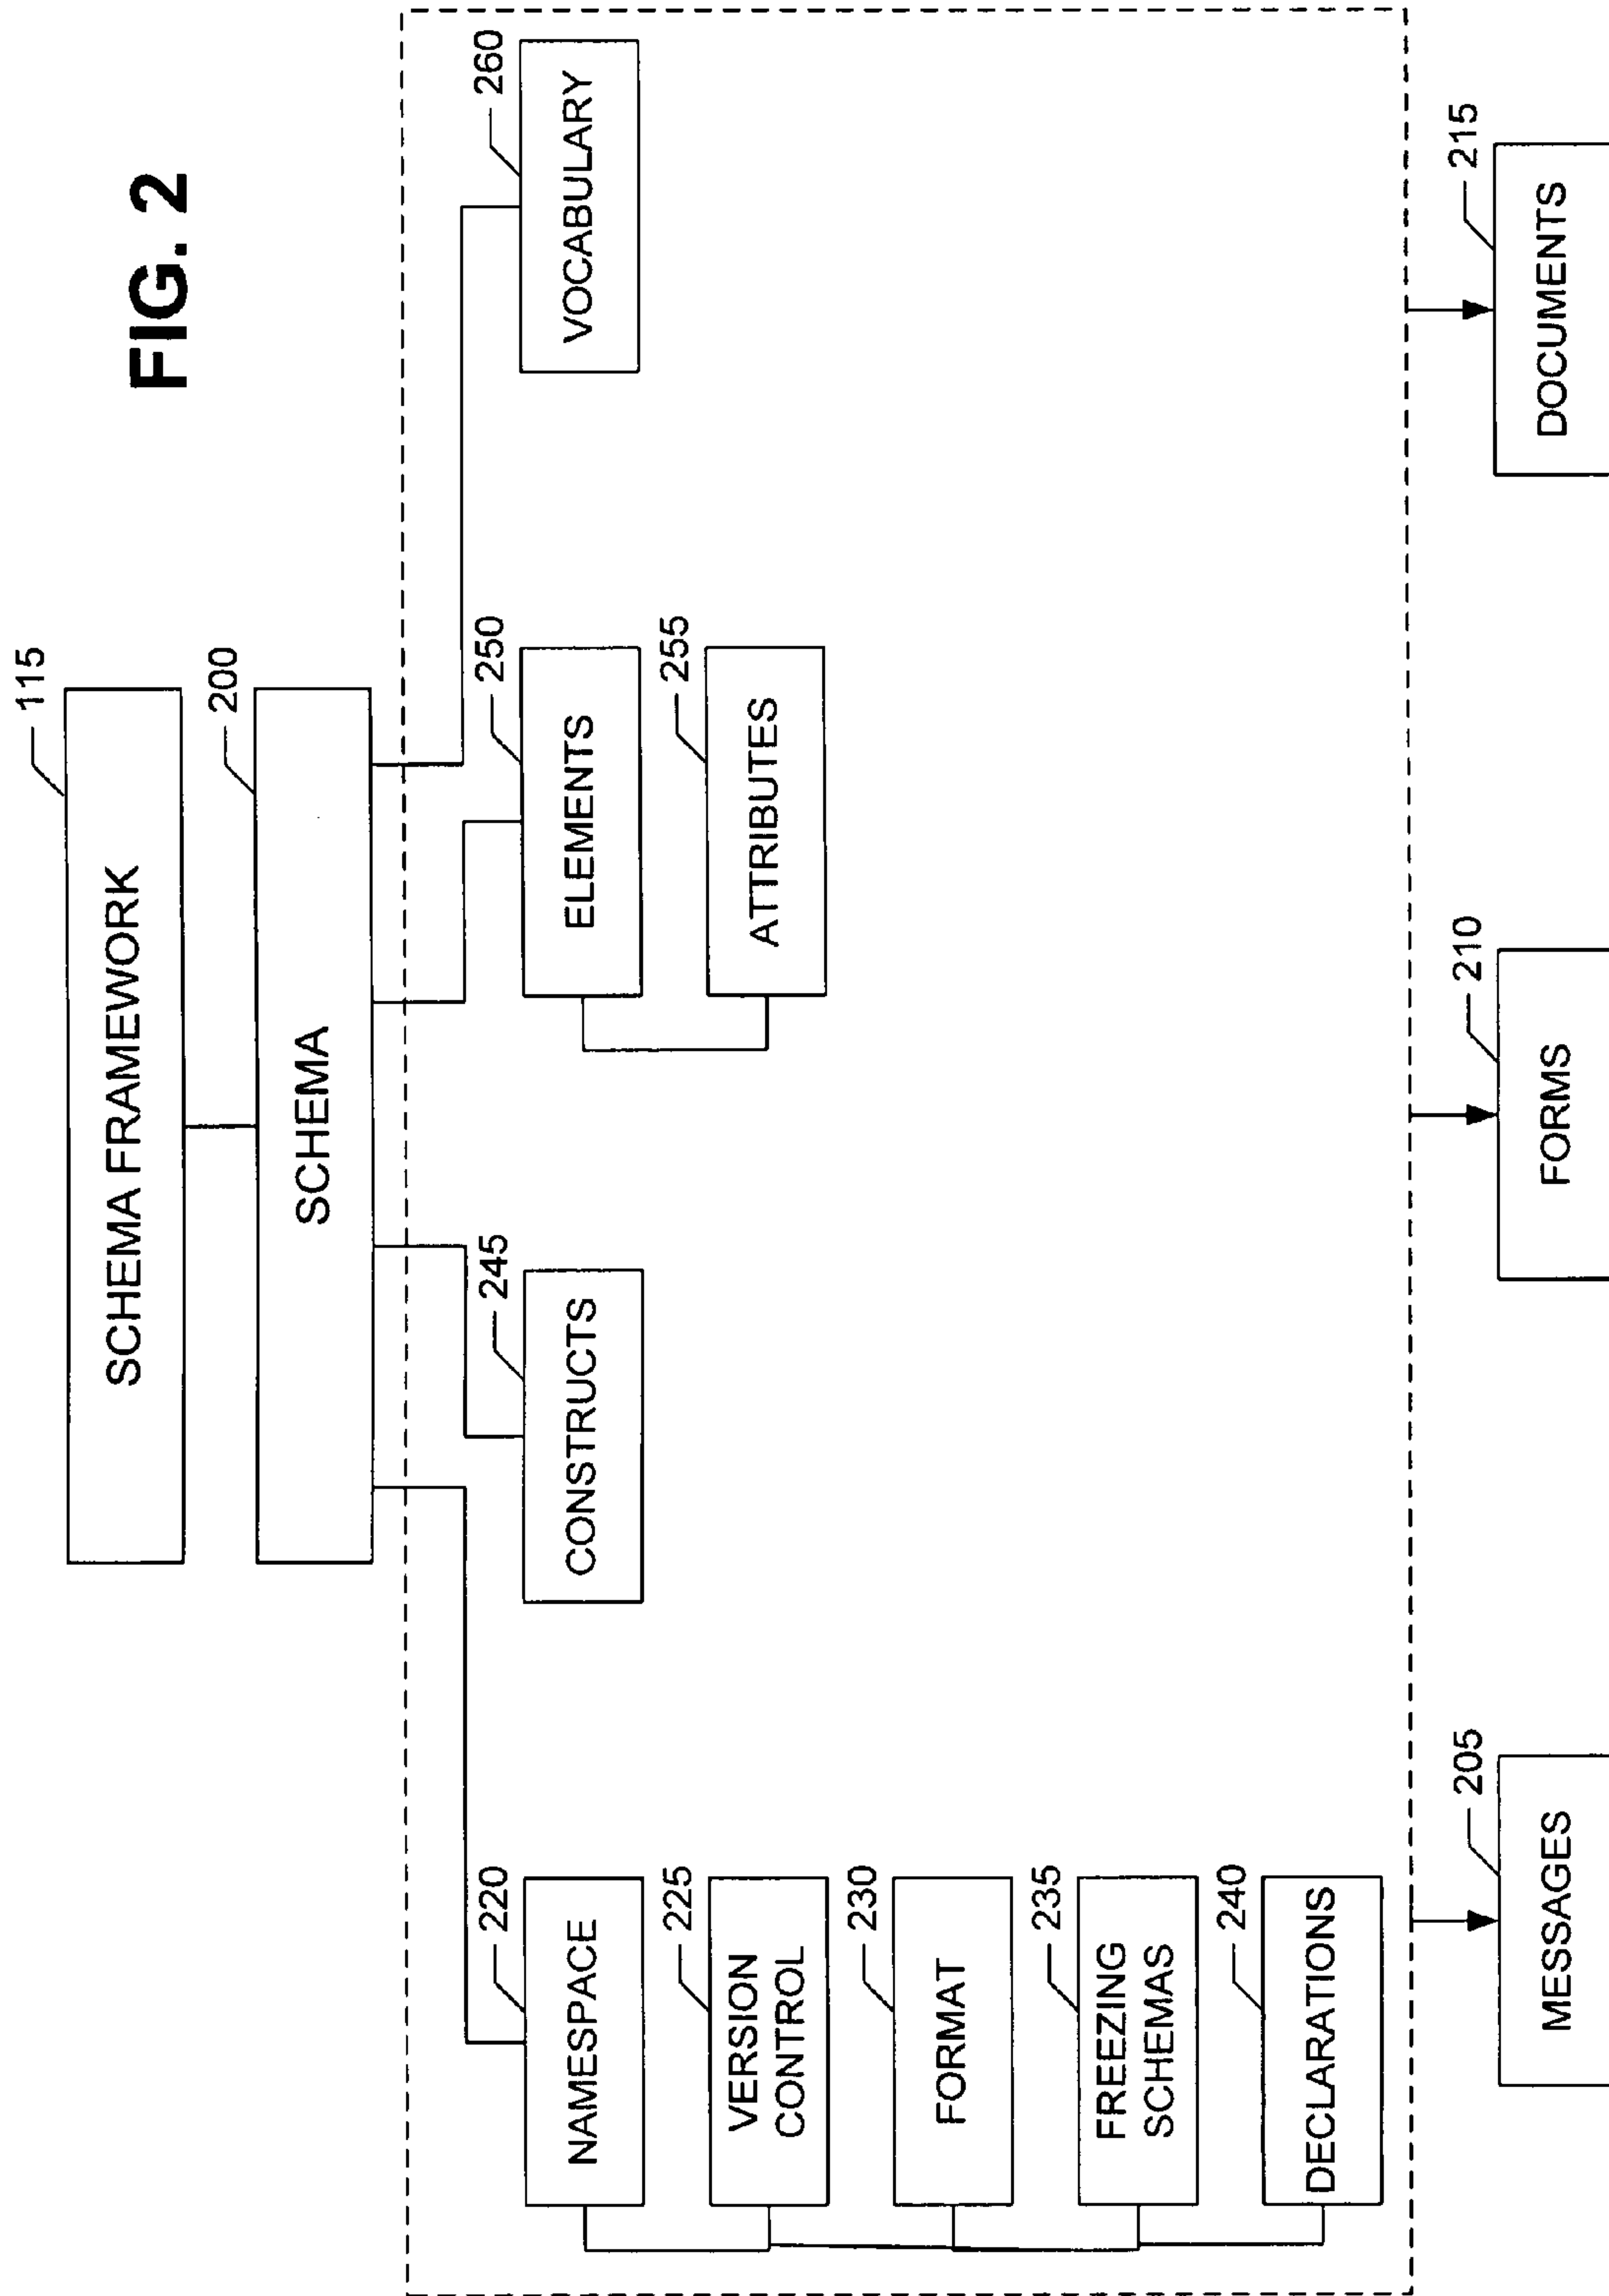 FIG. 2
115
SCHEMA FRAMEWORK
200
SCHEMA
220
NAMESPACE
225
VERSION
CONTROL
230
FORMAT
235
FREEZING
SCHEMAS
240
DECLARATIONS
245
CONSTRUCTS
250
ELEMENTS
255
ATTRIBUTES
260
VOCABULARY
205
MESSAGES
210
FORMS
215
DOCUMENTS